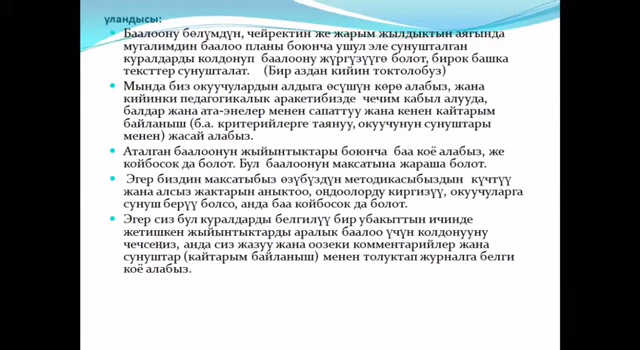 уландысы:
Баалоону бөлүмдүн, чейректин же жарым жылдыктын аягында
мугалимдин баалоо планы боюнча ушул эле сунушталган
куралдарды колдонуп баалоону жүргүзүүгө болот, бирок башка
тексттер сунушталат. (Бир аздан кийин токтолобуз)
Мында биз окуучулардын алдыга өсүшүн көрө алабыз, жана
кийинки педагогикалык аракетибизде чечим кабыл алууда,
балдар жана ата-энелер менен сапаттуу жана кенен кайтарым
байланыш (б.а. критерийлерге таянуу, окуучунун сунуштары
менен) жасай алабыз.
Аталган баалоонун жыйынтыктары боюнча баа коё алабыз, же
койбосок да болот. Бул баалоонун максатына жараша болот.
Эгер биздин максатыбыз өзүбүздүн методикасыбыздын күчтүү
жана алсыз жактарын аныктоо, оңдоолорду киргизүү, окуучуларга
сунуш берүү болсо, анда баа койбосок да болот.
Эгер сиз бул куралдарды белгилүү бир убакыттын ичинде
жетишкен жыйынтыктарды аралык баалоо үчүн колдонууну
чечсеңиз, анда сиз жазуу жана оозеки комментарийлер жана
сунуштар (кайтарым байланыш) менен толуктап журналга белги
коё алабыз.